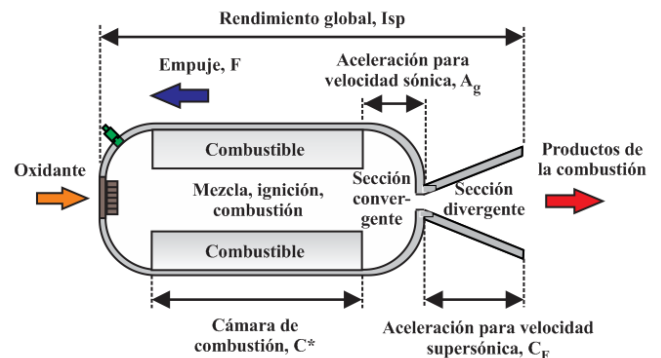 Rendimiento global, Isp
Empuje, F
Aceleración para
velocidad sónica, Ag
Oxidante
Combustible
Mezcla, ignición,
combustión
Combustible
Sección
conver-
gente
Sección
divergente
Productos de
la combustión
Cámara de
combustión, C*
Aceleración para velocidad
supersónica, CF